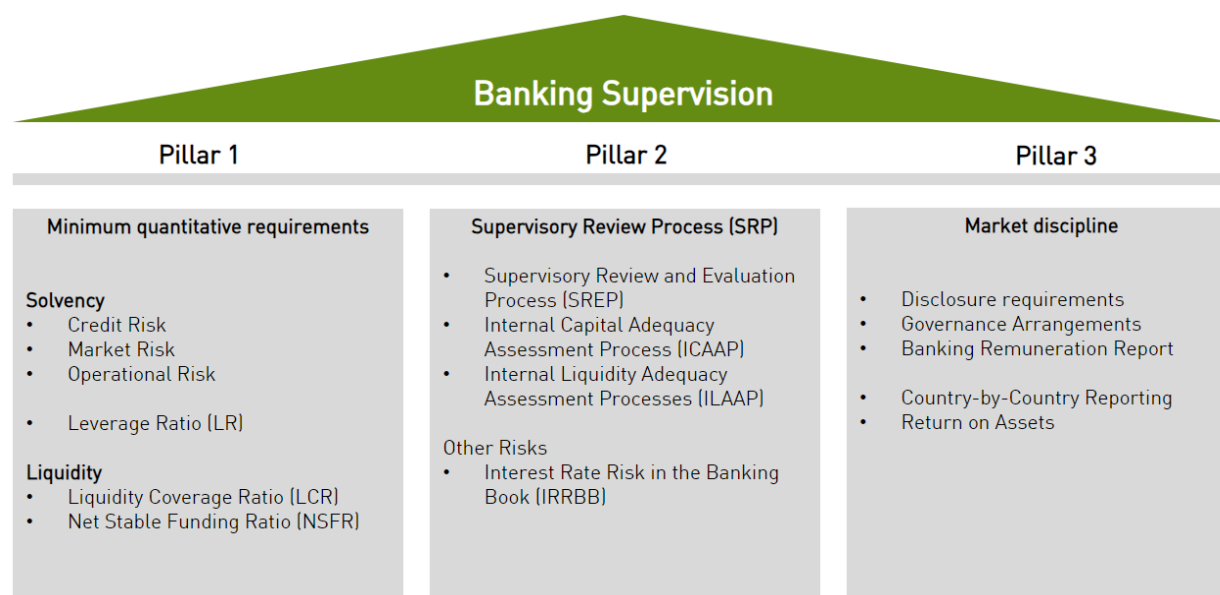 Banking Supervision
Pillar 1
Pillar 2
Pillar 3
Minimum quantitative requirements
Solvency
• Credit Risk
• Market Risk
• Operational Risk
• Leverage Ratio (LR)
Liquidity
• Liquidity Coverage Ratio (LCR)
• Net Stable Funding Ratio (NSFR)
Supervisory Review Process (SRP)
• Supervisory Review and Evaluation
Process (SREP)
• Internal Capital Adequacy
Assessment Process (ICAAP)
• Internal Liquidity Adequacy
Assessment Processes (ILAAP)
Other Risks
• Interest Rate Risk in the Banking
Book (IRRBB)
Market discipline
• Disclosure requirements
• Governance Arrangements
• Banking Remuneration Report
• Country-by-Country Reporting
• Return on Assets